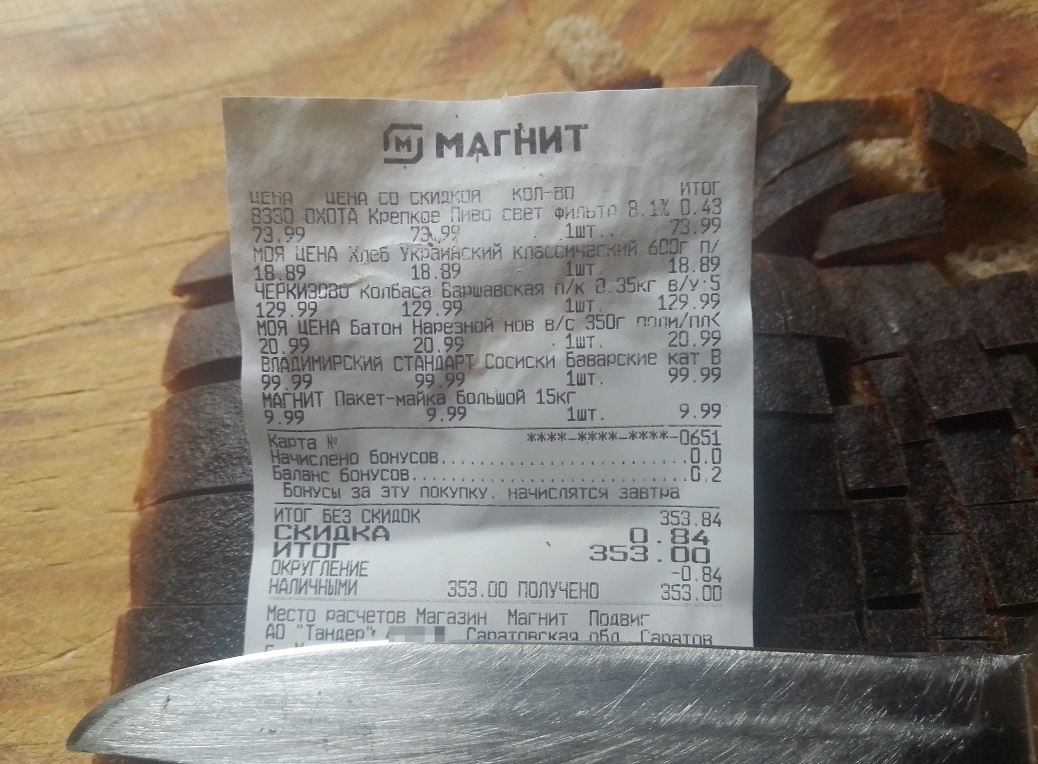 МАГНИТ
ЦЕНА ЦЕНА СО СКИДКОЙ КОЛ-ВО ИТОГ
ВЗЗО ОХОТА Крепкое Пиво свет фильтр 8.1% 0.43
73.99 73.99 1шт. 73.99
МОЯ ЦЕНА Хлеб Украинский классический 600г п/
18.89 18.89 1шт. 18.89
ЧЕРКИЗОВО Колбаса Варшавская п/к 0.35кг в/у:5
129.99 129.99 1шт. 129.99
МОЯ ЦЕНА Батон Нарезной нов в/с 350г поли/плк
20.99 20.99 1шт. 20.99
ВЛАДИМИРСКИЙ СТАНДАРТ Сосиски Баварские кат В
99.99 99.99 1шт. 99.99
МАГНИТ Пакет-майка большой 15кг
9.99 9.99 1шт. 9.99
Карта № ****-****-****-0651
Начислено бонусов..............................0.0
Баланс бонусов.................................0.2
Бонусы за эту покупку, начислятся завтра
ИТОГ БЕЗ СКИДОК 353.84
СКИДКА 0.84
ИТОГ 353.00
ОКРУГЛЕНИЕ -0.84
НАЛИЧНЫМИ 353.00 ПОЛУЧЕНО 353.00
Место расчетов Магазин Магнит Подвиг
АО "Тандер", Саратовская обл, Саратов